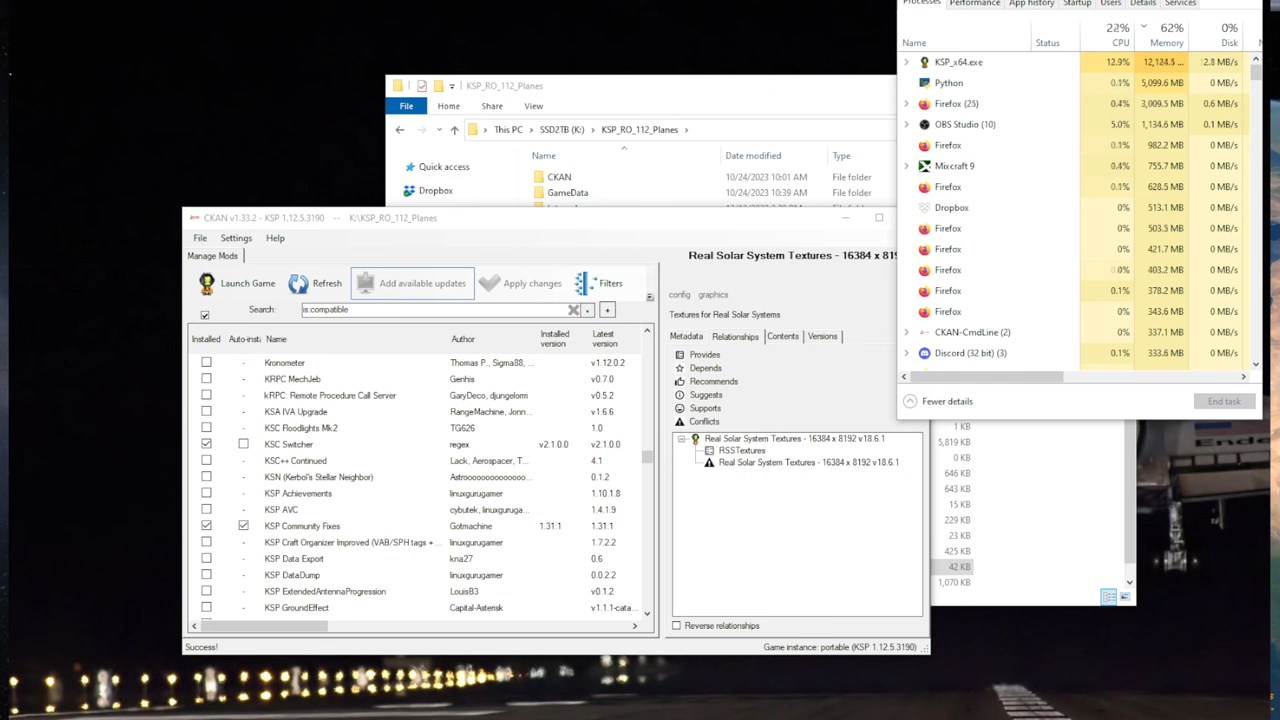 Processes Performance App history Startup Users Details Services
22% 62% 0%
Name Status CPU Memory Disk
KSP_x64.exe 12.9% 12,124.5 ... 12.8 MB/s
Python 0.1% 5,099.6 MB 0 MB/s
Firefox (25) 0.4% 3,009.5 MB 0.6 MB/s
OBS Studio (10) 5.0% 1,134.6 MB 0.1 MB/s
Firefox 0.1% 982.2 MB 0 MB/s
Mixcraft 9 0.4% 755.7 MB 0 MB/s
Firefox 0.1% 628.5 MB 0 MB/s
Dropbox 0% 513.1 MB 0 MB/s
Firefox 0% 503.5 MB 0 MB/s
Firefox 0% 421.7 MB 0 MB/s
Firefox 0.0% 403.2 MB 0 MB/s
Firefox 0.1% 378.2 MB 0 MB/s
Firefox 0% 343.6 MB 0 MB/s
CKAN-CmdLine (2) 0% 337.1 MB 0 MB/s
Discord (32 bit) (3) 0.1% 333.6 MB 0 MB/s
Fewer details End task
KSP_RO_112_Planes
File Home Share View
This PC SSD2TB (K:) KSP_RO_112_Planes
Quick access
Dropbox
Name Date modified Type
CKAN 10/24/2023 10:01 AM File folder
GameData 10/24/2023 10:39 AM File folder
CKAN v1.33.2 - KSP 1.12.5.3190 -- K:\KSP_RO_112_Planes
File Settings Help
Manage Mods
Launch Game Refresh Add available updates Apply changes Filters
Search: is:compatible
Installed Auto-insta Name Author Installed version Latest version
Kronometer Thomas P., Sigma88, ... v1.12.0.2
- KRPC MechJeb Genhis v0.7.0
- kRPC: Remote Procedure Call Server GaryDeco, djungelorm v0.5.2
- KSA IVA Upgrade RangeMachine, Jonn... v1.6.6
- KSC Floodlights Mk2 TG626 1.0
KSC Switcher regex v2.1.0.0 v2.1.0.0
- KSC++ Continued Lack, Aerospacer, T... 4.1
- KSN (Kerbol's Stellar Neighbor) Astroooooooooooo... 0.1.2
- KSP Achievements linuxgurugamer 1.10.1.8
- KSP AVC cybutek, linuxguruga... 1.4.1.9
KSP Community Fixes Gotmachine 1.31.1 1.31.1
- KSP Craft Organizer Improved (VAB/SPH tags + ... linuxgurugamer 1.7.2.2
- KSP Data Export kna27 0.6
- KSP DataDump linuxgurugamer 0.0.2.2
- KSP ExtendedAntennaProgression LouisB3 v0.1.2
- KSP GroundEffect Capital-Asterisk v1.1.1-cata...
Success!
Real Solar System Textures - 16384 x 8192
config graphics
Textures for Real Solar Systems
Metadata Relationships Contents Versions
Provides
Depends
Recommends
Suggests
Supports
Conflicts
Real Solar System Textures - 16384 x 8192 v18.6.1
RSSTextures
Real Solar System Textures - 16384 x 8192 v18.6.1
Reverse relationships
Game instance: portable (KSP 1.12.5.3190)
1 KB
5,819 KB
0 KB
646 KB
643 KB
15 KB
229 KB
23 KB
425 KB
42 KB
1,070 KB